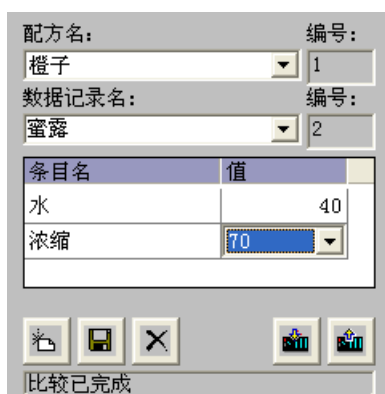 配方名： 编号：
橙子 1
数据记录名： 编号：
蜜露 2
条目名 值
水 40
浓缩 70
比较已完成